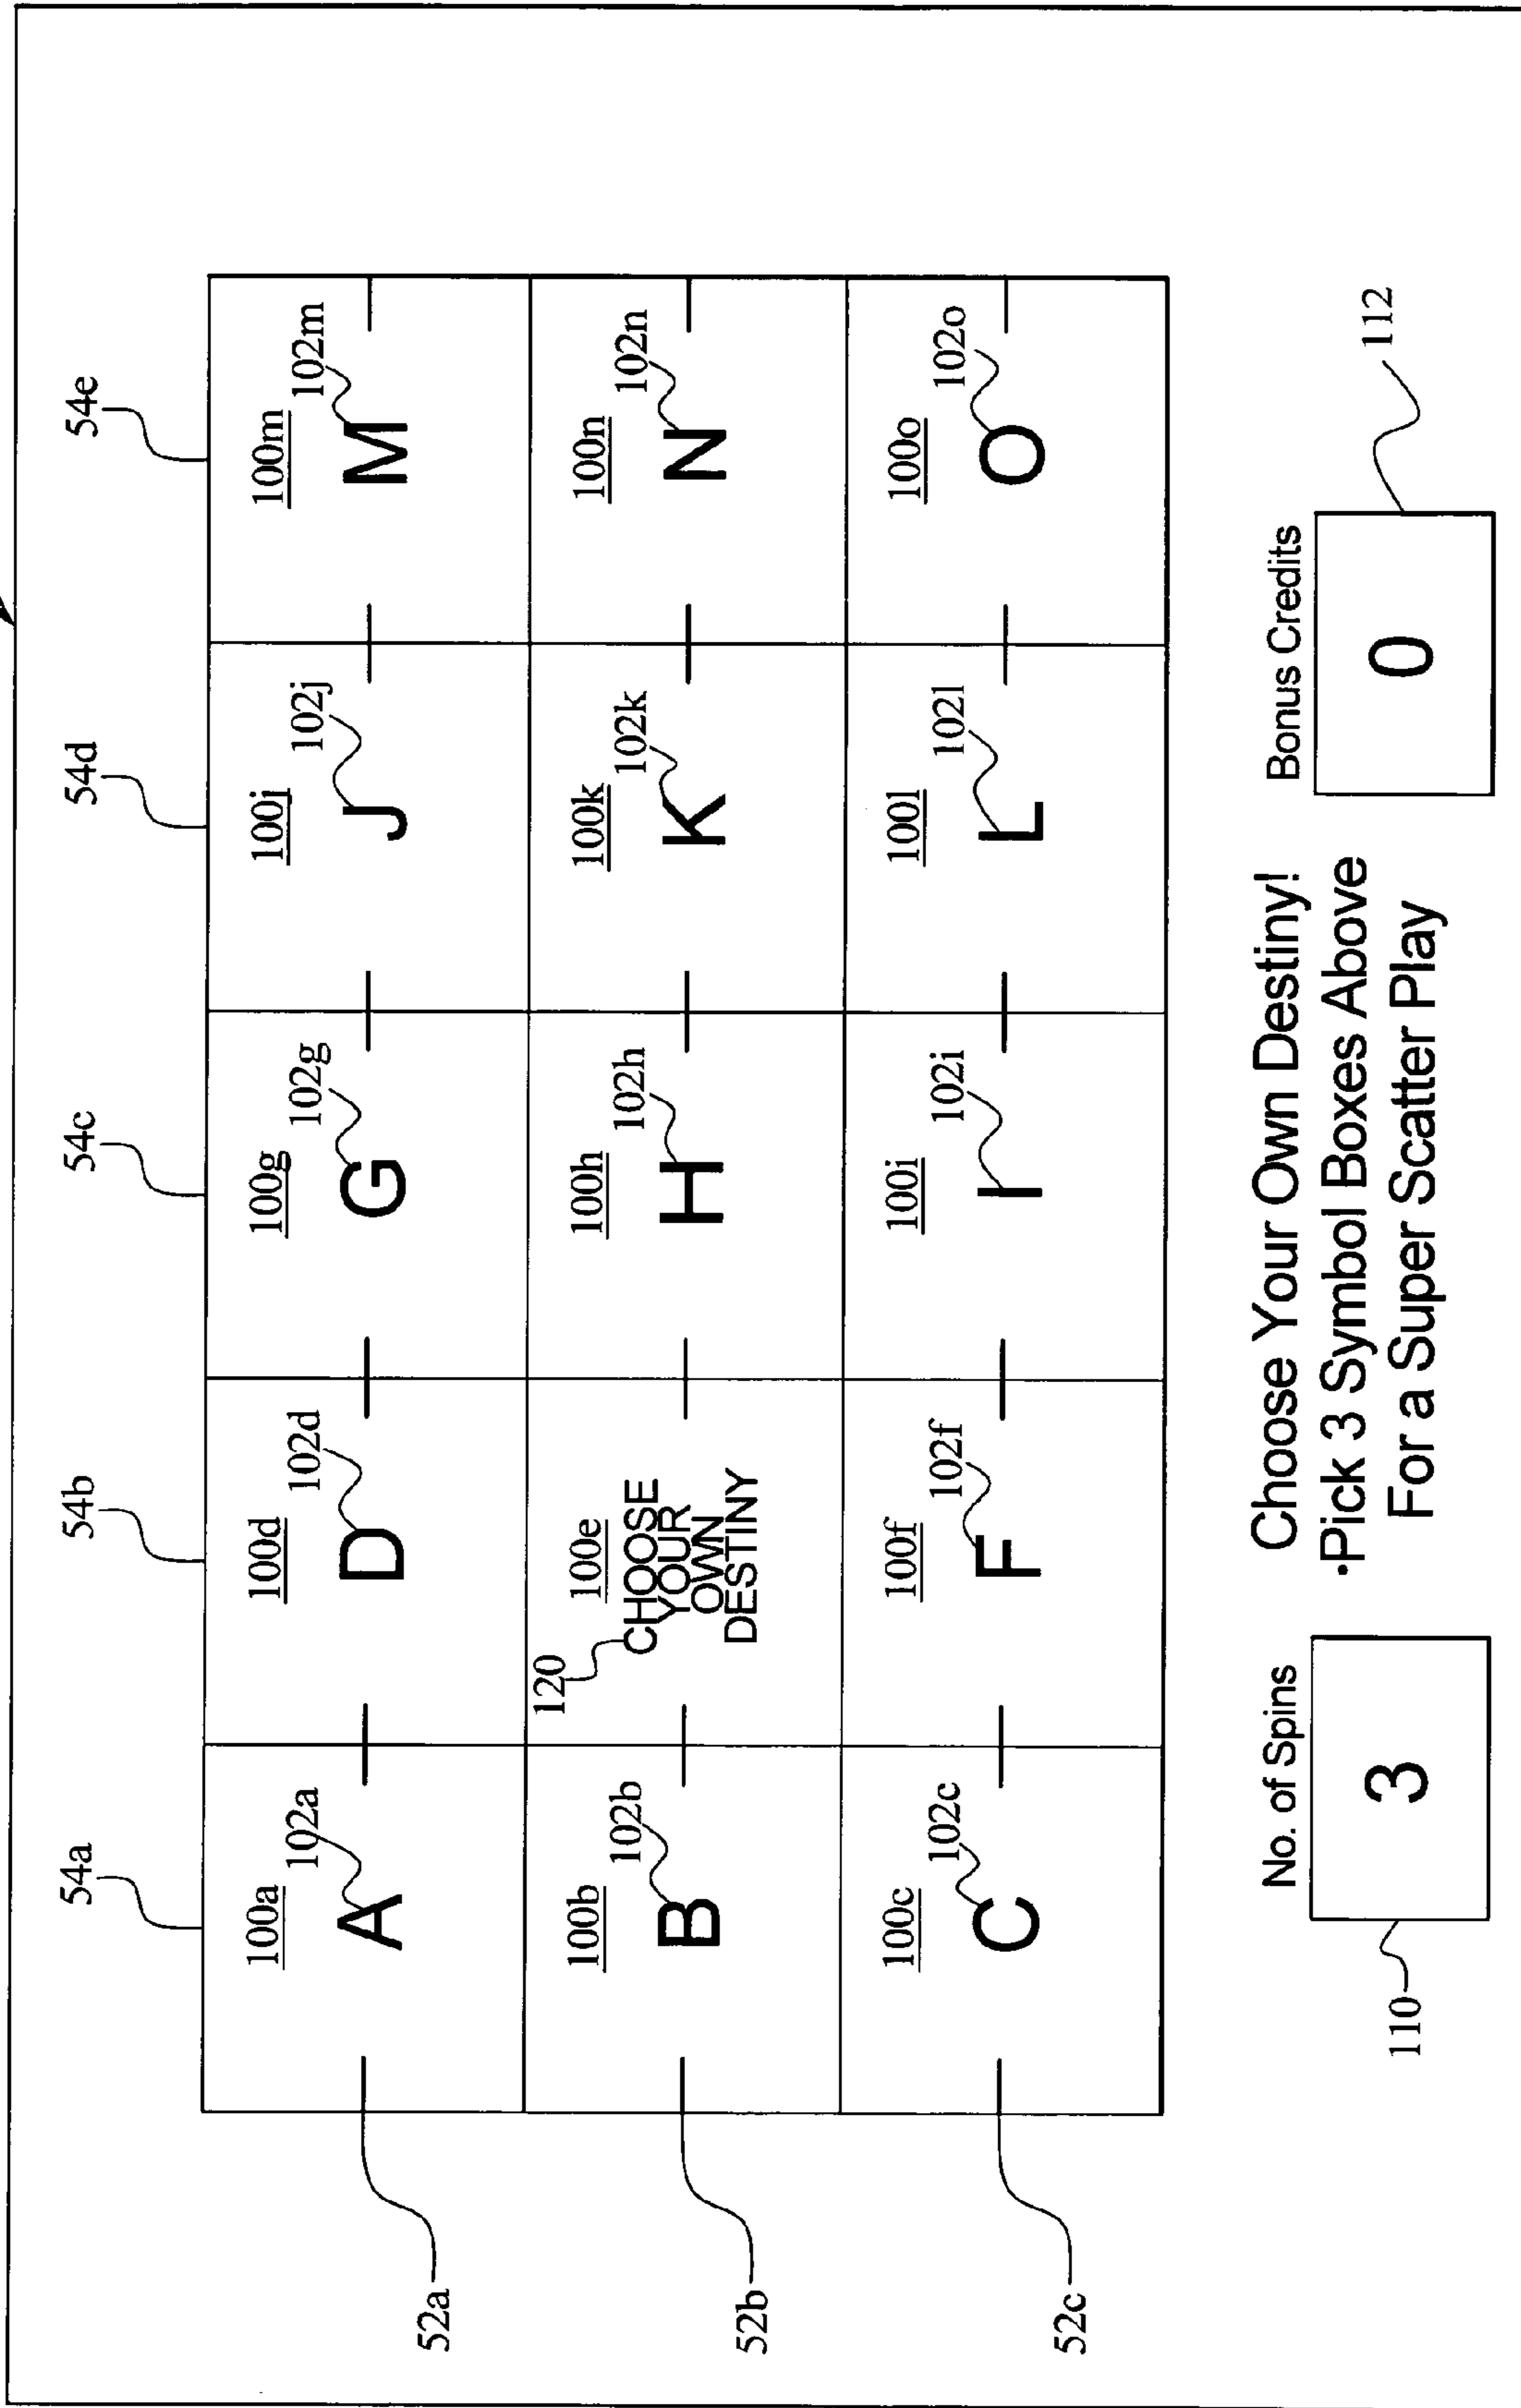 54a 54b 54c 54d 54e
100a 100d 100g 100j 100m
102a 102d 102g 102j 102m
52a A D G J M
100b 100e 100h 100k 100n
120 102b 102h 102k 102n
52b B CHOOSE H K N
YOUR
OWN
DESTINY
100c 100f 100i 100l 100o
102c 102f 102i 102l 102o
52c C F I L O
No. of Spins Choose Your Own Destiny! Bonus Credits
110 3 •Pick 3 Symbol Boxes Above 0 112
For a Super Scatter Play